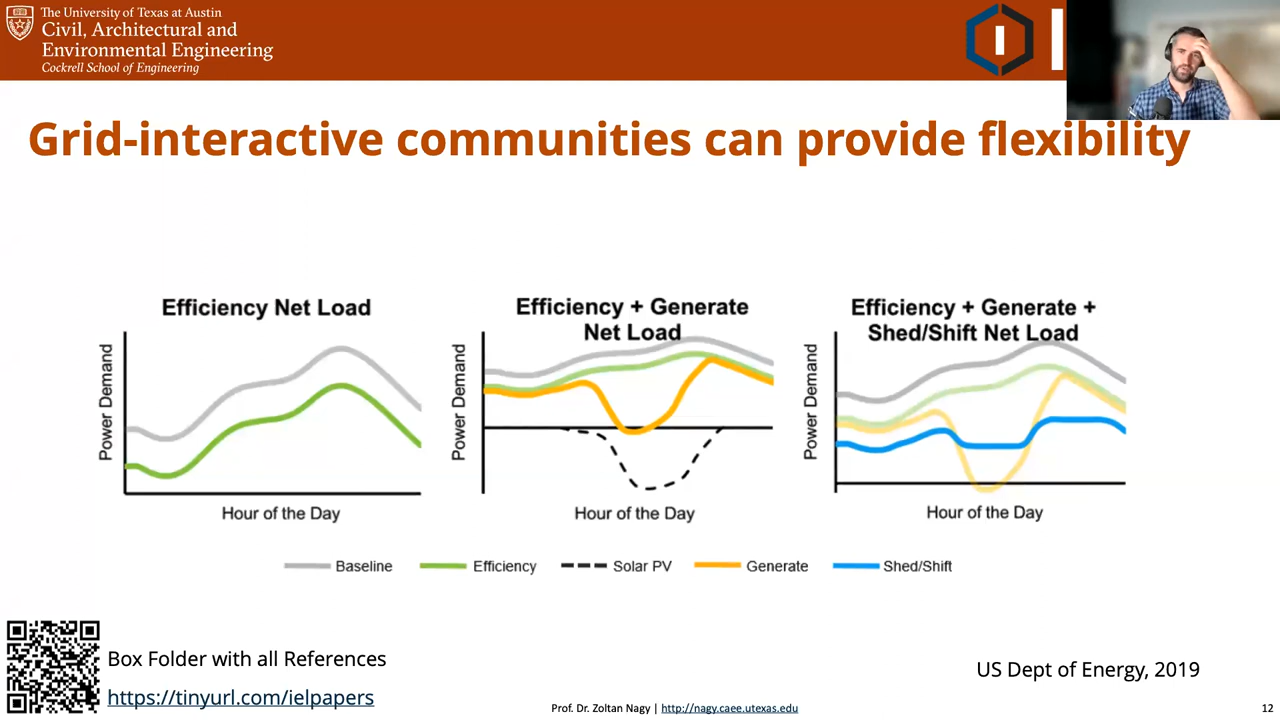 The University of Texas at Austin
Civil, Architectural and
Environmental Engineering
Cockrell School of Engineering
I
Grid-interactive communities can provide flexibility
Efficiency Net Load
Power Demand
Hour of the Day
Efficiency + Generate
Net Load
Power Demand
Hour of the Day
Efficiency + Generate +
Shed/Shift Net Load
Power Demand
Hour of the Day
Baseline
Efficiency
Solar PV
Generate
Shed/Shift
Box Folder with all References
https://tinyurl.com/ielpapers
US Dept of Energy, 2019
Prof. Dr. Zoltan Nagy | http://nagy.caee.utexas.edu
12